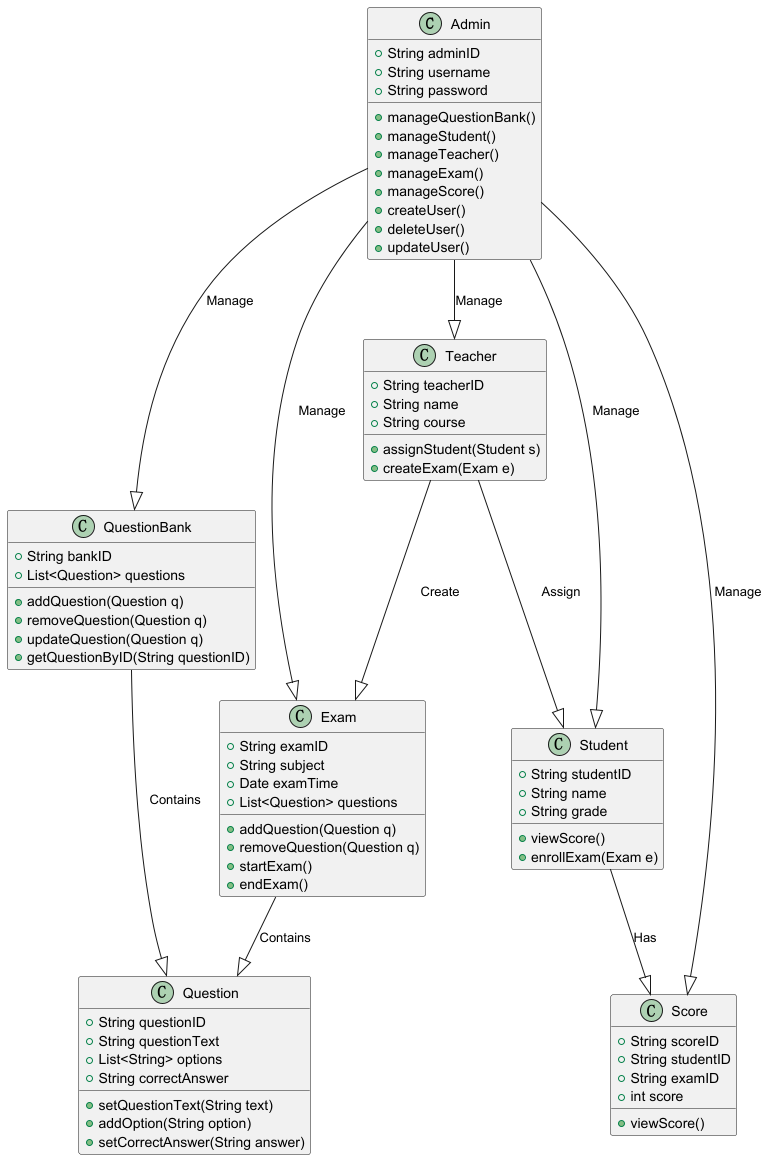 C Admin
String adminID
String username
String password
manageQuestionBank()
manageStudent()
manageTeacher()
manageExam()
manageScore()
createUser()
deleteUser()
updateUser()
Manage
Manage
Manage
Manage
Manage
C Teacher
String teacherID
String name
String course
assignStudent(Student s)
createExam(Exam e)
C QuestionBank
String bankID
List<Question> questions
addQuestion(Question q)
removeQuestion(Question q)
updateQuestion(Question q)
getQuestionByID(String questionID)
Create
Assign
C Exam
String examID
String subject
Date examTime
List<Question> questions
addQuestion(Question q)
removeQuestion(Question q)
startExam()
endExam()
C Student
String studentID
String name
String grade
viewScore()
enrollExam(Exam e)
Contains
Contains
Has
C Question
String questionID
String questionText
List<String> options
String correctAnswer
setQuestionText(String text)
addOption(String option)
setCorrectAnswer(String answer)
C Score
String scoreID
String studentID
String examID
int score
viewScore()